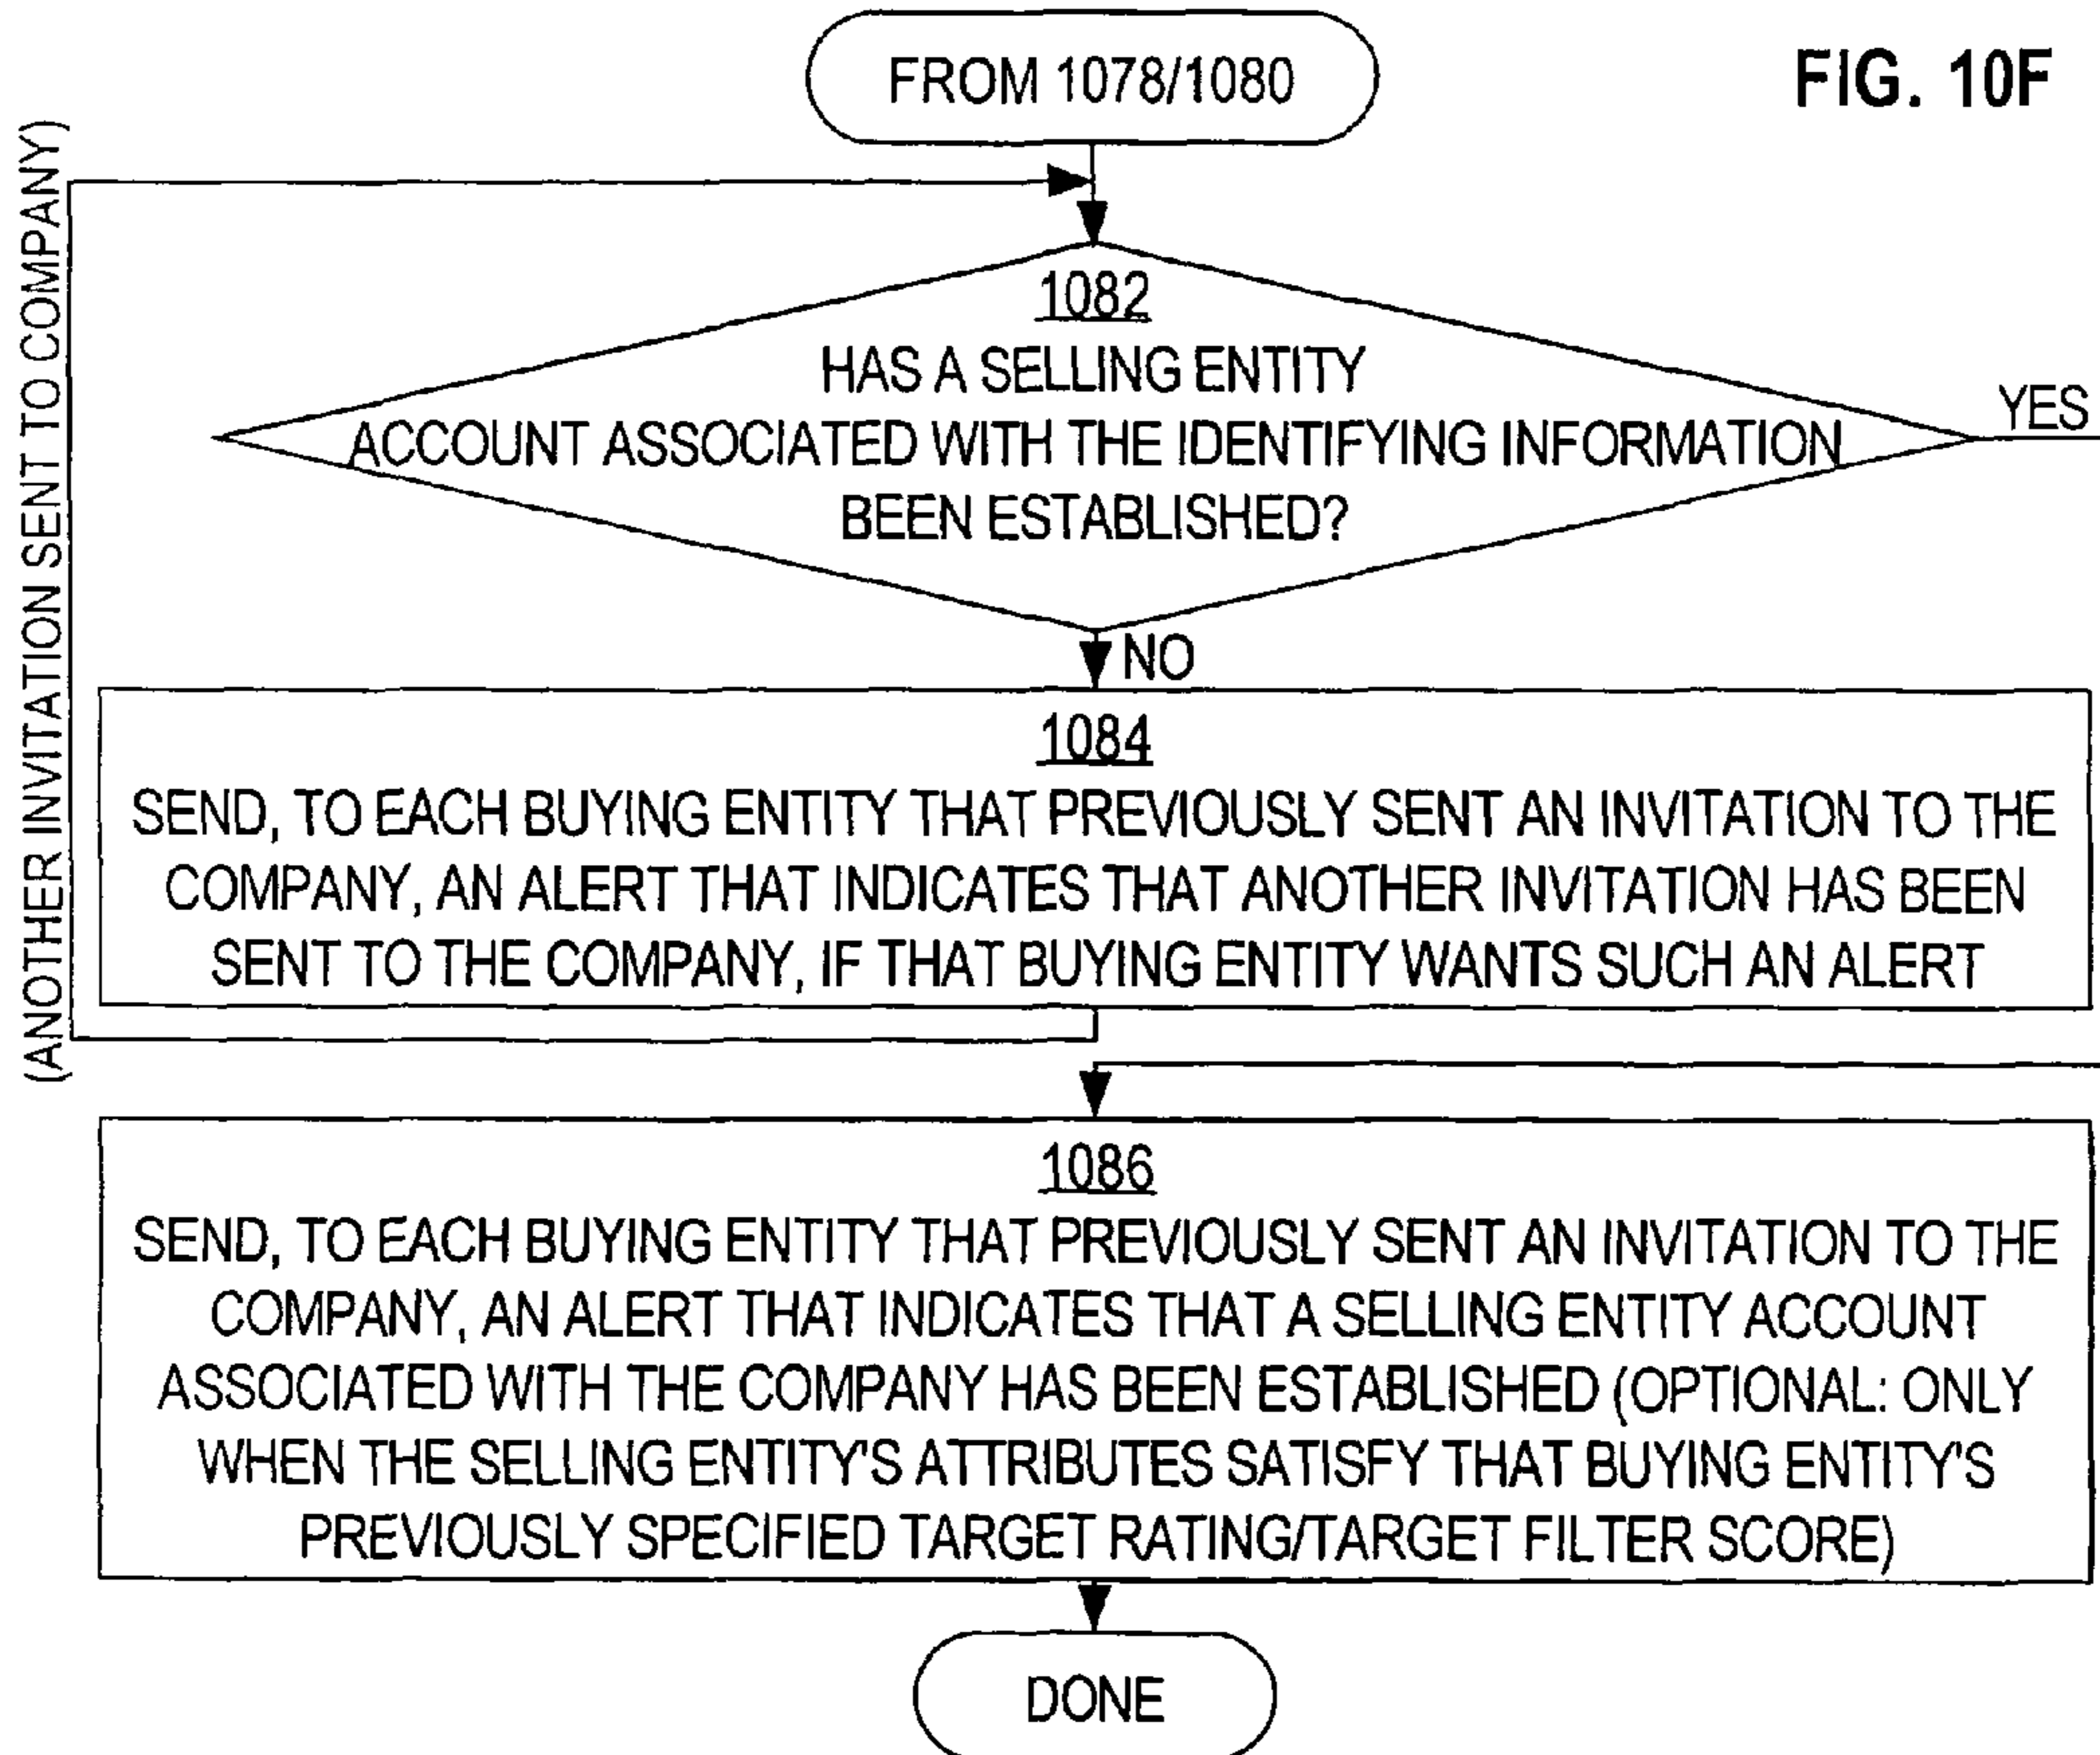 FROM 1078/1080
FIG. 10F
(ANOTHER INVITATION SENT TO COMPANY)
1082
HAS A SELLING ENTITY
ACCOUNT ASSOCIATED WITH THE IDENTIFYING INFORMATION
BEEN ESTABLISHED?
YES
NO
1084
SEND, TO EACH BUYING ENTITY THAT PREVIOUSLY SENT AN INVITATION TO THE
COMPANY, AN ALERT THAT INDICATES THAT ANOTHER INVITATION HAS BEEN
SENT TO THE COMPANY, IF THAT BUYING ENTITY WANTS SUCH AN ALERT
1086
SEND, TO EACH BUYING ENTITY THAT PREVIOUSLY SENT AN INVITATION TO THE
COMPANY, AN ALERT THAT INDICATES THAT A SELLING ENTITY ACCOUNT
ASSOCIATED WITH THE COMPANY HAS BEEN ESTABLISHED (OPTIONAL: ONLY
WHEN THE SELLING ENTITY'S ATTRIBUTES SATISFY THAT BUYING ENTITY'S
PREVIOUSLY SPECIFIED TARGET RATING/TARGET FILTER SCORE)
DONE